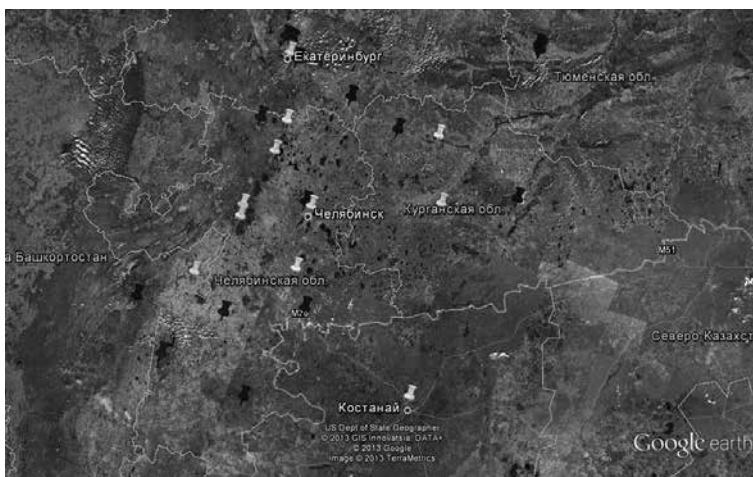 Екатеринбург
Тюменская обл.
Челябинск
Курганская обл.
а Башкортостан
Челябинская обл.
М51
Северо Казахст
Костанай
US Dept of State Geographer
© 2013 GIS Innovatsia, DATA+
© 2013 Google
Image © 2013 TerraMetrics
Google earth